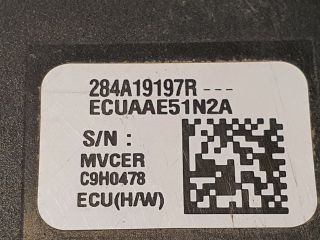 284A19197R ---
ECUAAE51N2A
S/N :
MVCER
C9H0478
ECU(H/W)